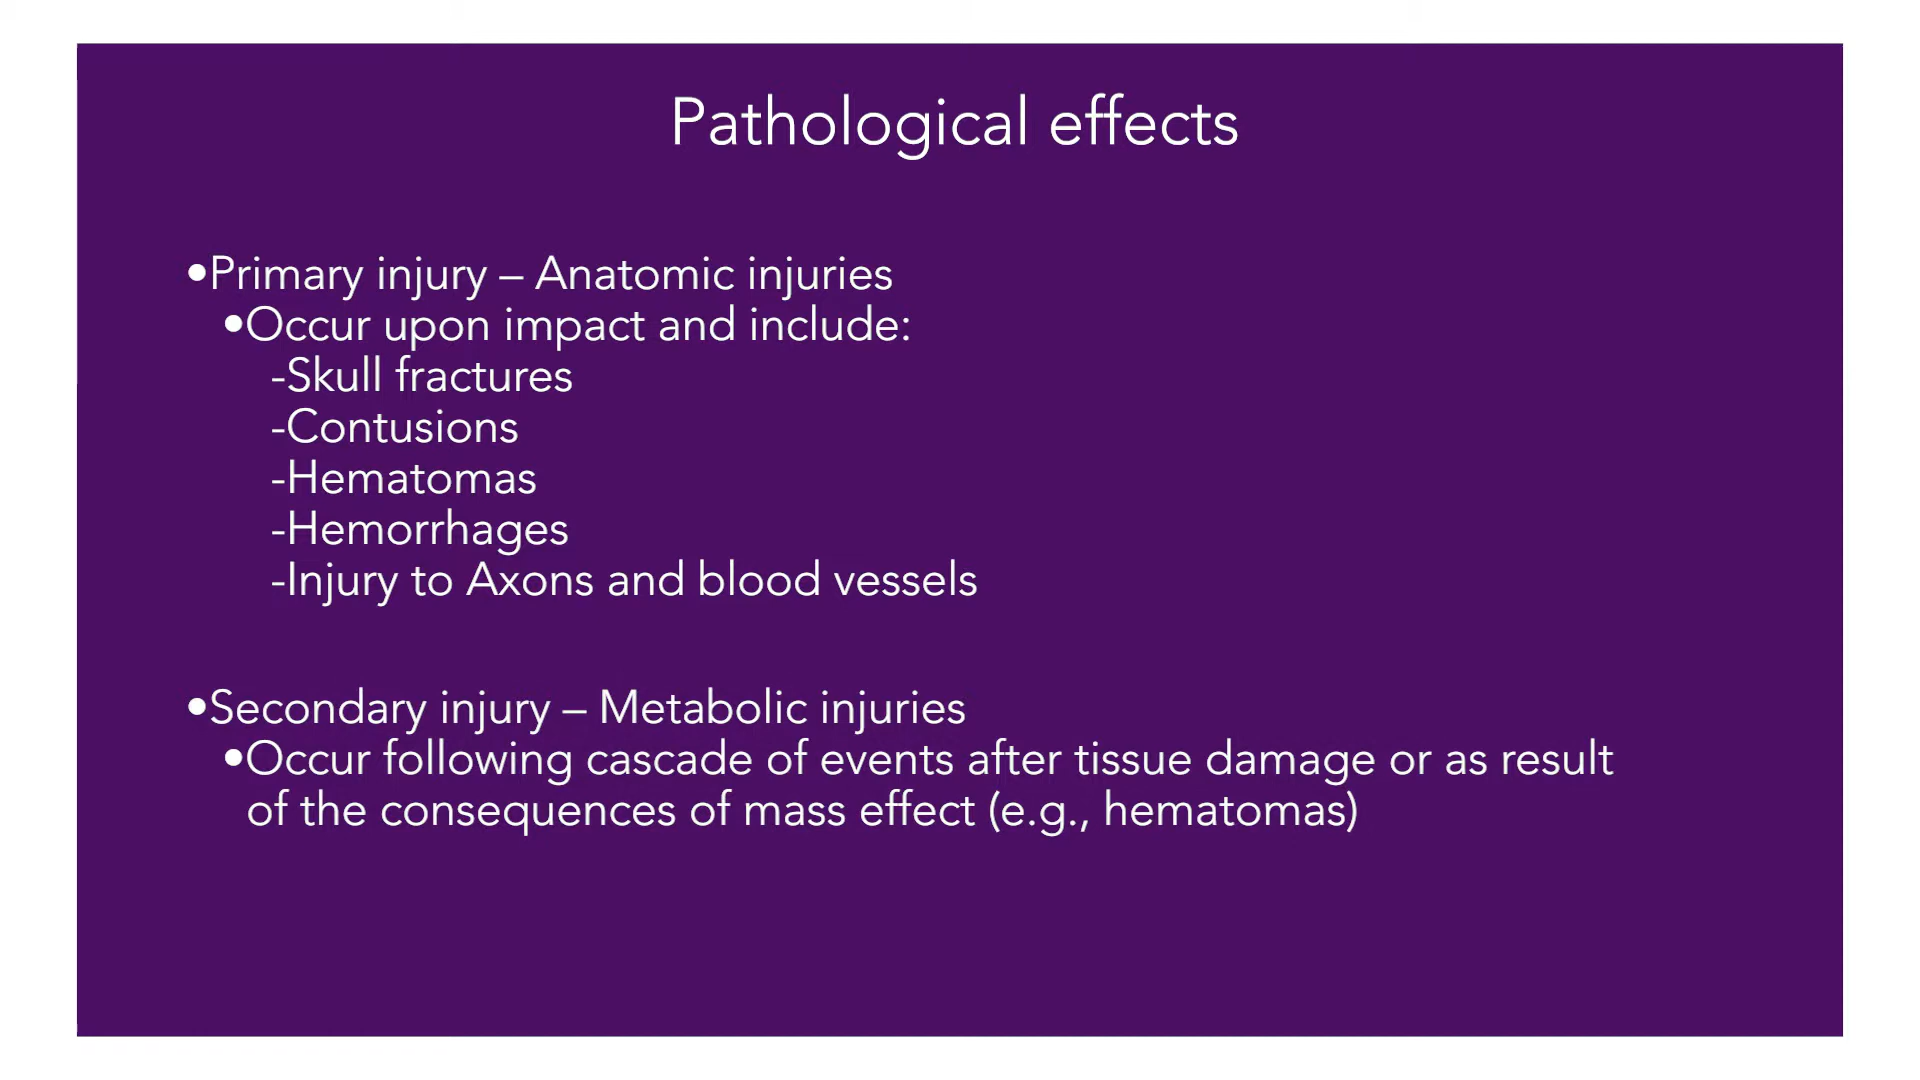 Pathological effects
•Primary injury – Anatomic injuries
•Occur upon impact and include:
-Skull fractures
-Contusions
-Hematomas
-Hemorrhages
-Injury to Axons and blood vessels
•Secondary injury – Metabolic injuries
•Occur following cascade of events after tissue damage or as result
of the consequences of mass effect (e.g., hematomas)